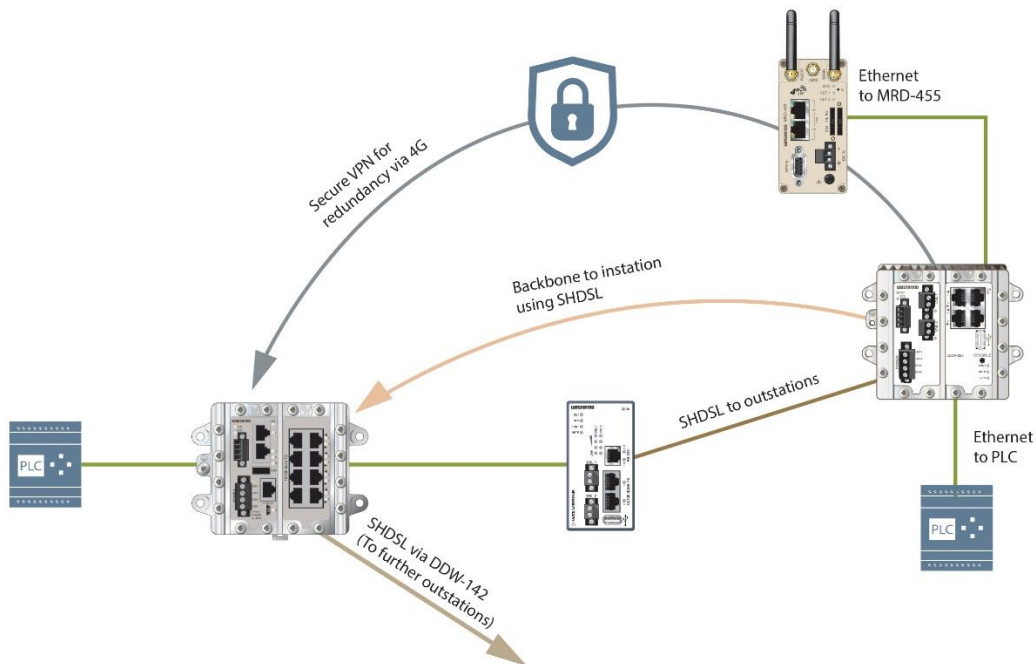 Ethernet
to MRD-455
Secure VPN for
redundancy via 4G
Backbone to instation
using SHDSL
SHDSL to outstations
PLC
Ethernet
to PLC
PLC
SHDSL via DDW-142
(To further outstations)